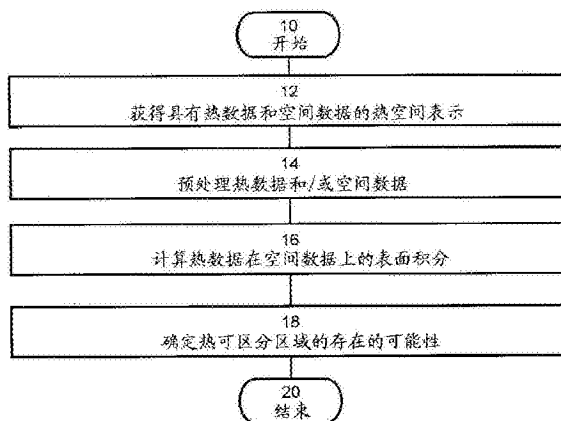 10
开始
12
获得具有热数据和空间数据的热空间表示
14
预处理热数据和/或空间数据
16
计算热数据在空间数据上的表面积分
18
确定热可区分区域的存在的可能性
20
结束